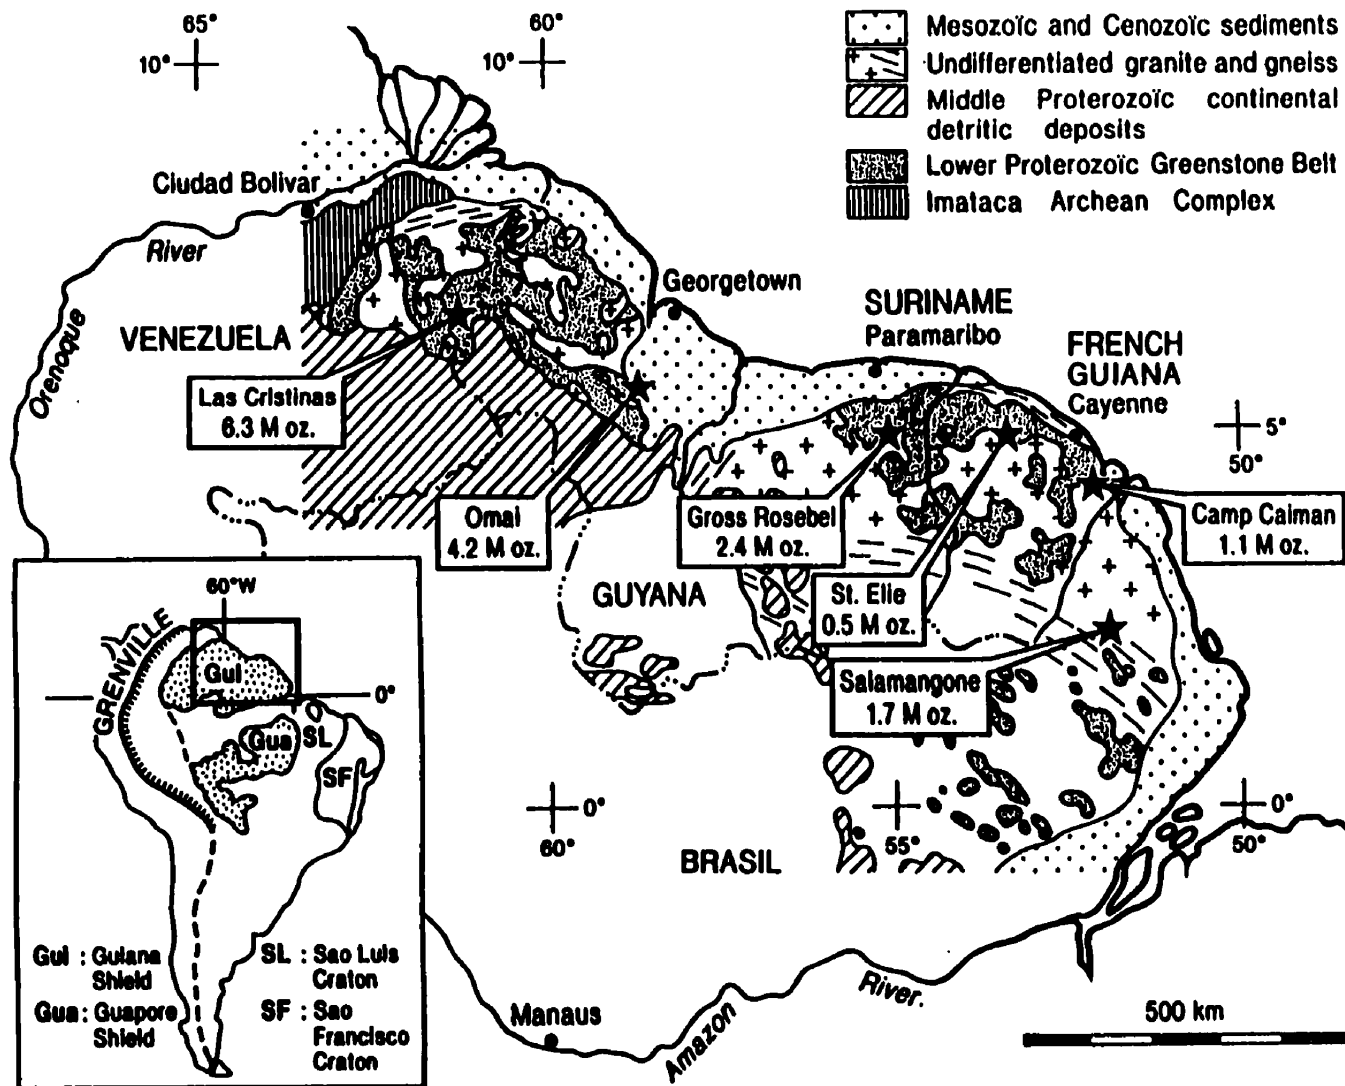 65°
60°
10°
10°
Mesozoïc and Cenozoïc sediments
Undifferentiated granite and gneiss
Middle Proterozoïc continental
detritic deposits
Lower Proterozoïc Greenstone Belt
Imataca Archean Complex
Ciudad Bolivar
River
Orenoque
VENEZUELA
Georgetown
SURINAME
Paramaribo
FRENCH
GUIANA
Cayenne
5°
50°
Las Cristinas
6.3 M oz.
Omai
4.2 M oz.
Gross Rosebel
2.4 M oz.
Camp Caiman
1.1 M oz.
St. Elie
0.5 M oz.
Salamangone
1.7 M oz.
GUYANA
BRASIL
0°
60°
55°
0°
50°
Manaus
Amazon
River.
500 km
60°W
GRENVILLE
Gui
0°
Gua
SL
SF
Gui : Guiana
Shield
Gua : Guapore
Shield
SL : Sao Luis
Craton
SF : Sao
Francisco
Craton